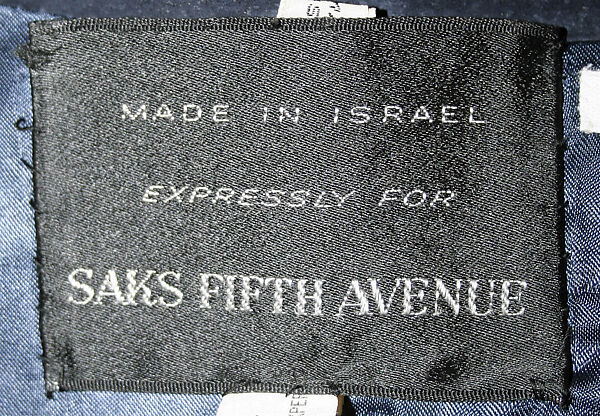 MADE IN ISRAEL
EXPRESSLY FOR
SAKS FIFTH AVENUE